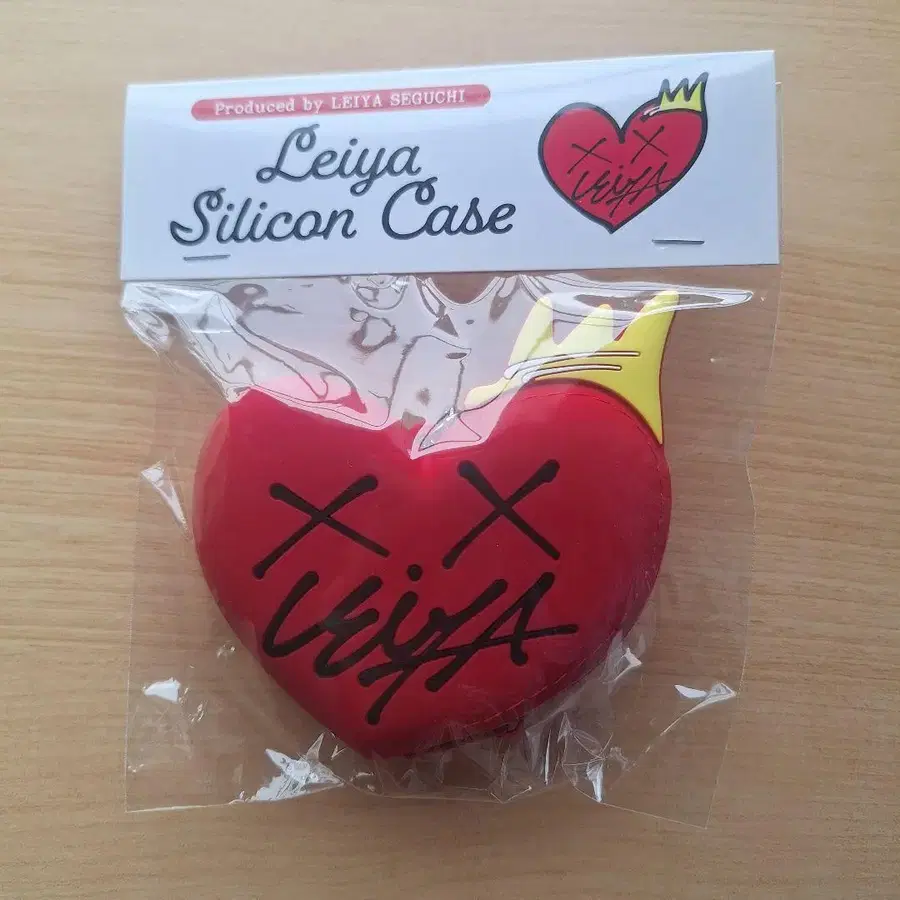 Produced by LEIYA SEGUCHI
Leiya
Silicon Case
LEiYA
LEiYA